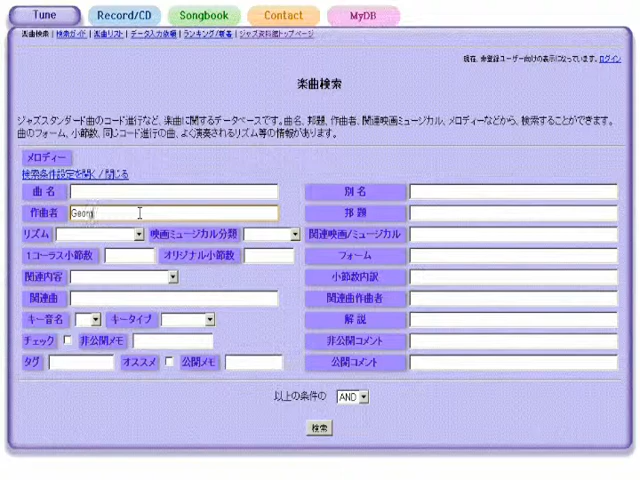 Tune Record/CD Songbook Contact MyDB
楽曲検索 | 検索ガイド | 楽曲リスト | データ入力依頼 | ランキング/新着 | ジャズ資料館トップページ
現在、未登録ユーザー向けの表示になっています。ログイン
楽曲検索
ジャズスタンダード曲のコード進行など、楽曲に関するデータベースです。曲名、邦題、作曲者、関連映画ミュージカル、メロディーなどから、検索することができます。
曲のフォーム、小節数、同じコード進行の曲、よく演奏されるリズム等の情報があります。
メロディー
検索条件設定を開く / 閉じる
曲 名 別 名
作曲者 Georg 邦 題
リズム 映画ミュージカル分類 関連映画/ミュージカル
1コーラス小節数 オリジナル小節数 フォーム
関連内容 小節数内訳
関連曲 関連曲作曲者
キー音名 キータイプ 解 説
チェック 非公開メモ 非公開コメント
タグ オススメ 公開メモ 公開コメント
以上の条件の AND
検索